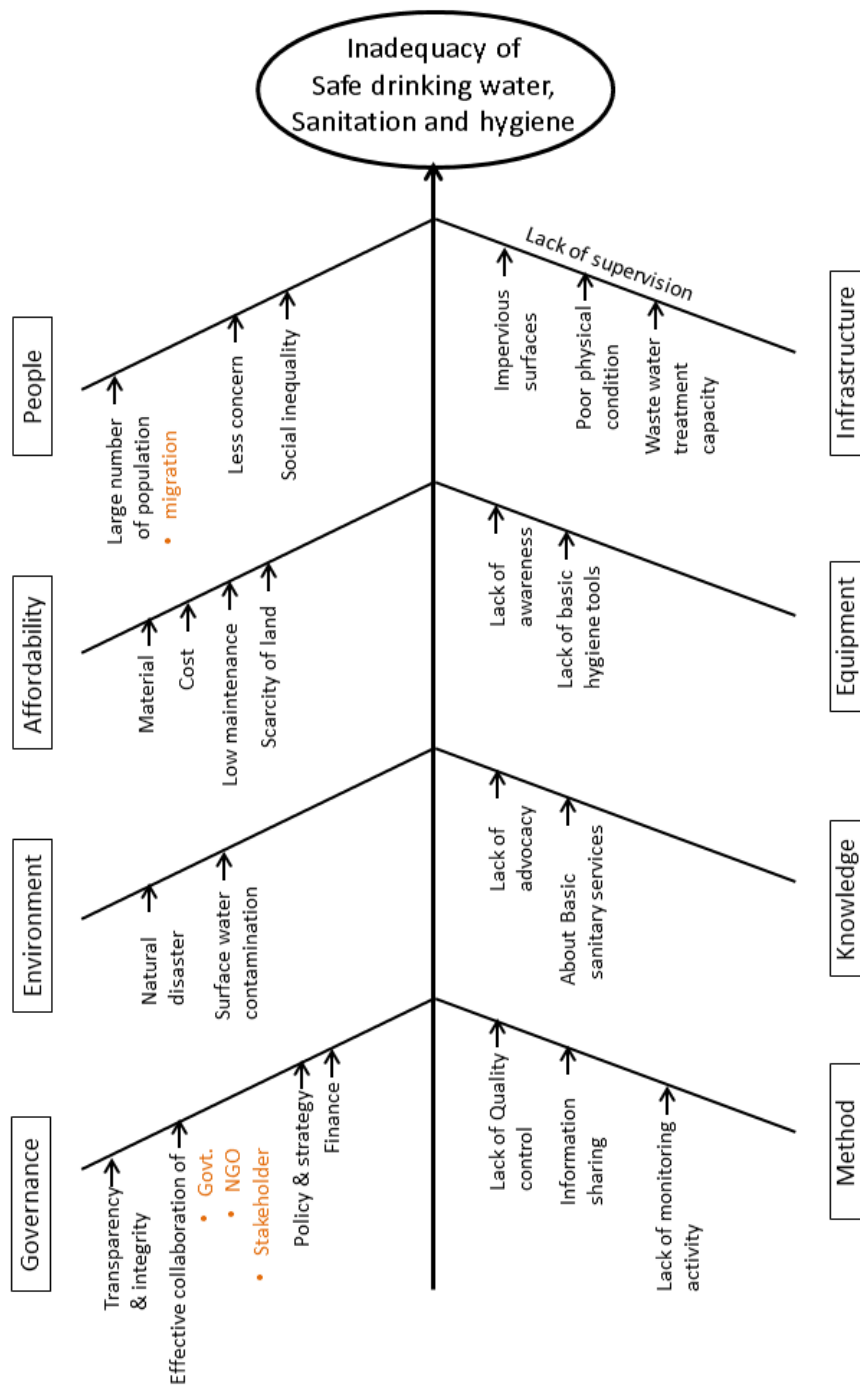 Inadequacy of
Safe drinking water,
Sanitation and hygiene
Governance
Transparency
& integrity
Effective collaboration of
• Govt.
• NGO
• Stakeholder
Policy & strategy
Finance
Environment
Natural
disaster
Surface water
contamination
Affordability
Material
Cost
Low maintenance
Scarcity of land
People
Large number
of population
• migration
Less concern
Social inequality
Method
Lack of Quality
control
Information
sharing
Lack of monitoring
activity
Knowledge
Lack of
advocacy
About Basic
sanitary services
Equipment
Lack of
awareness
Lack of basic
hygiene tools
Infrastructure
Lack of supervision
Impervious
surfaces
Poor physical
condition
Waste water
treatment
capacity